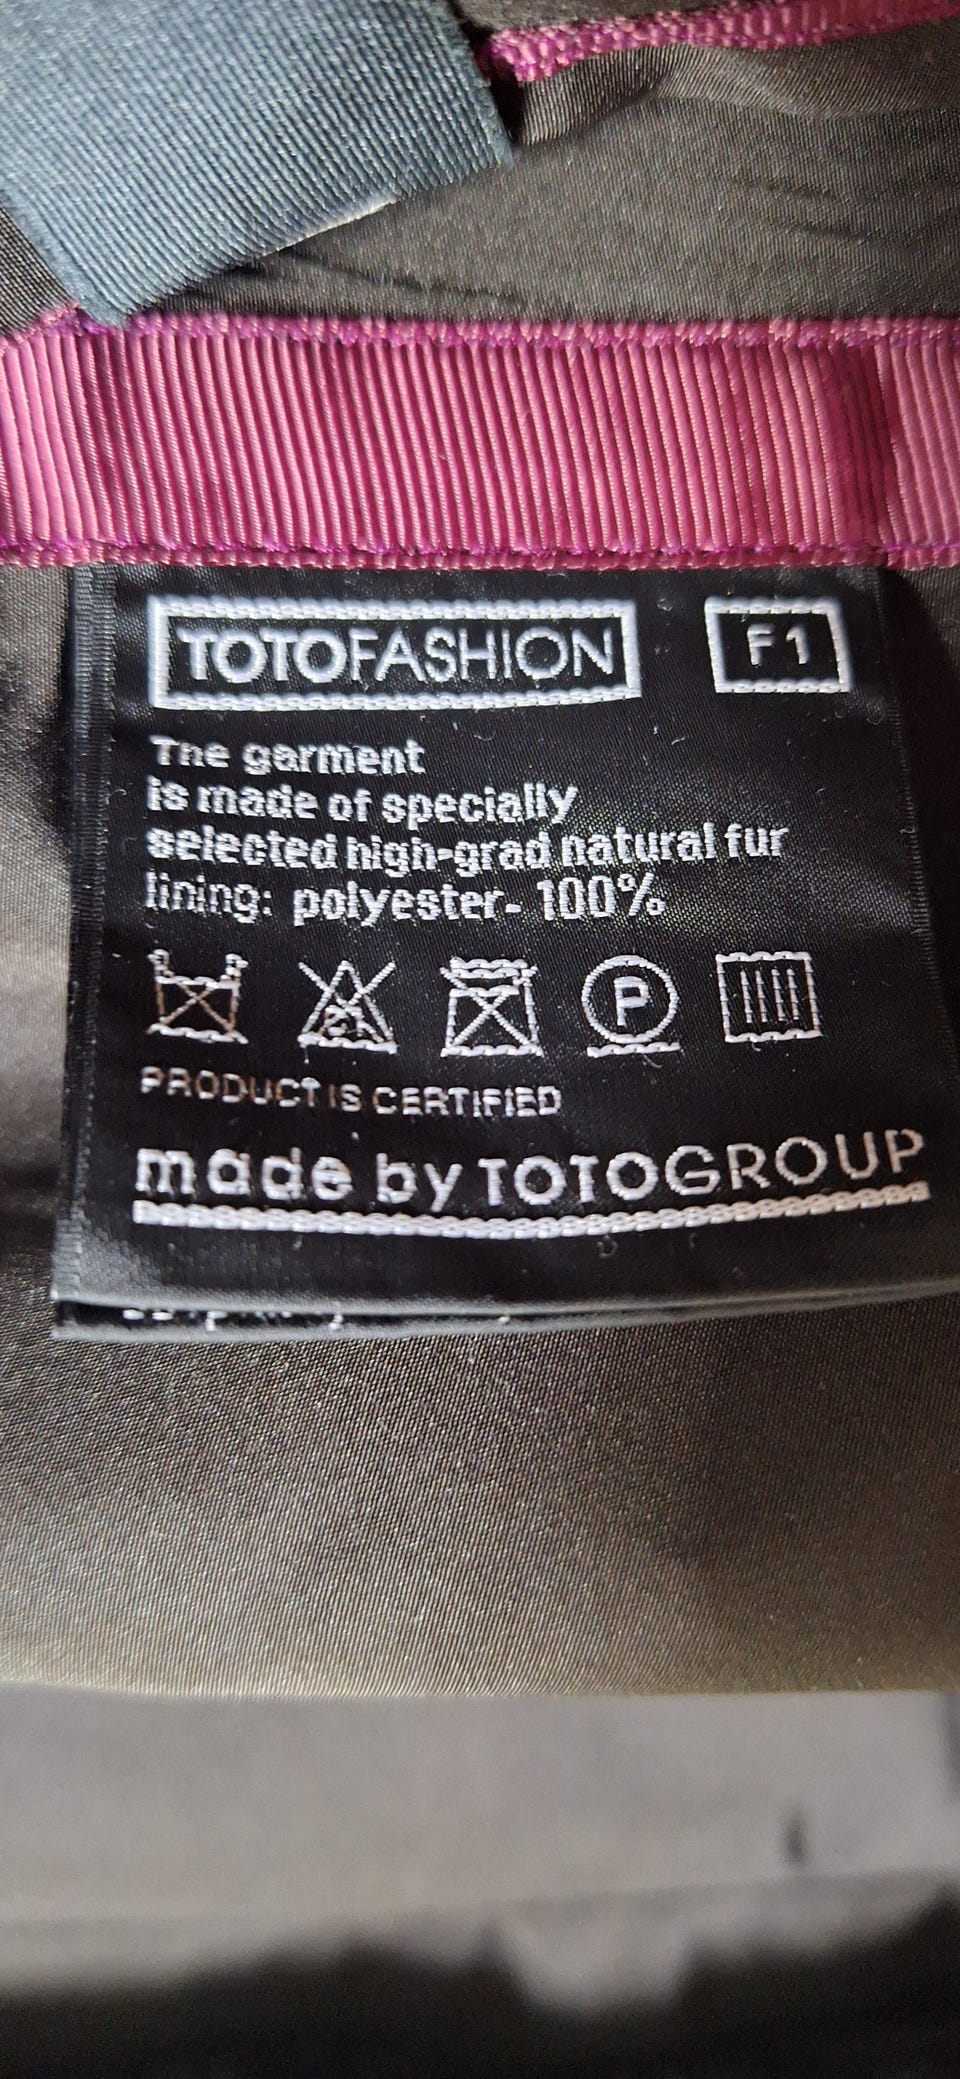 TOTOFASHION F1
The garment
is made of specially
selected high-grad natural fur
lining: polyester- 100%
CL
P
PRODUCT IS CERTIFIED
made by TOTOGROUP